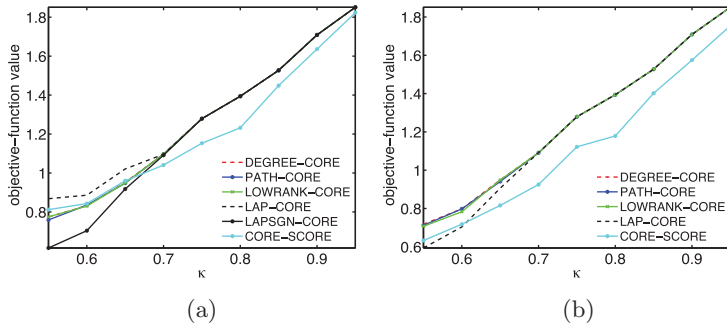 1.8
1.6
1.4
1.2
1
0.8
objective−function value
0.6 0.7 0.8 0.9
κ
DEGREE−CORE
PATH−CORE
LOWRANK−CORE
LAP−CORE
LAPSGN−CORE
CORE−SCORE
(a)
1.8
1.6
1.4
1.2
1
0.8
0.6
objective−function value
0.6 0.7 0.8 0.9
κ
DEGREE−CORE
PATH−CORE
LOWRANK−CORE
LAP−CORE
CORE−SCORE
(b)